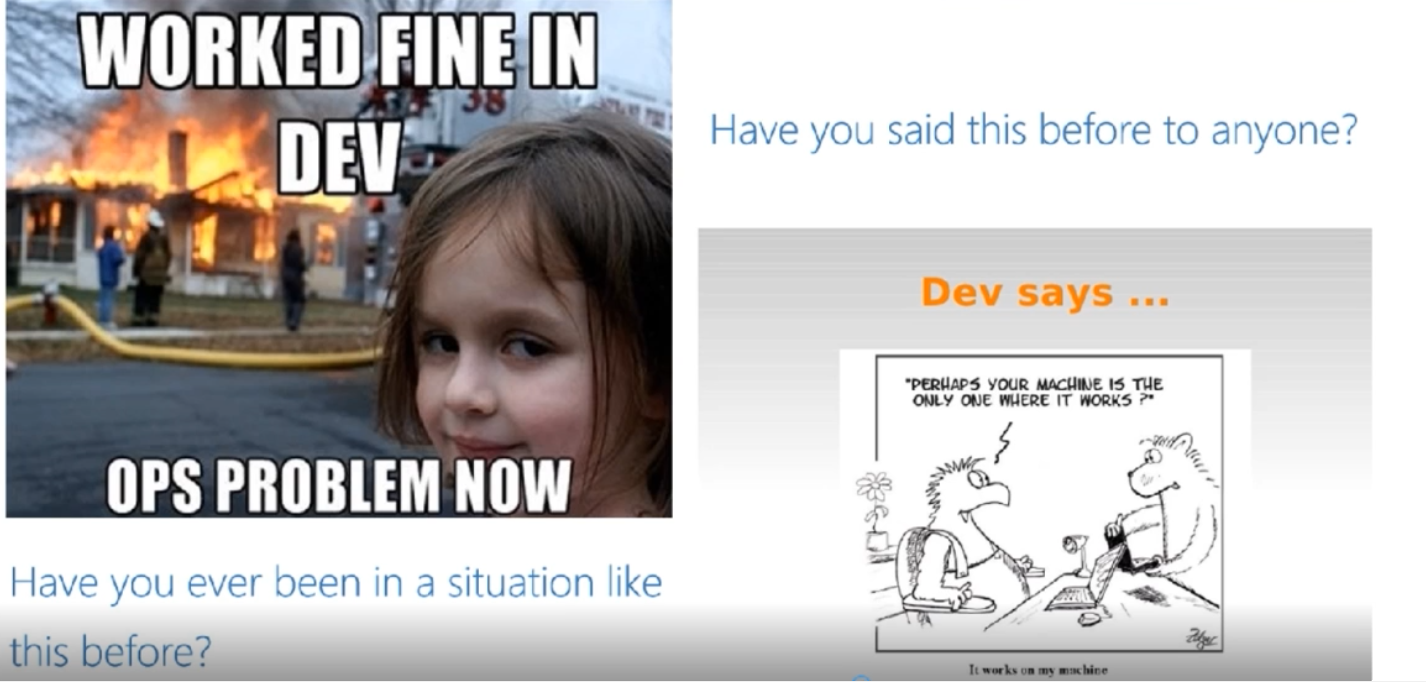 WORKED FINE IN
DEV
OPS PROBLEM NOW
Have you ever been in a situation like
this before?
Have you said this before to anyone?
Dev says ...
"PERHAPS YOUR MACHINE IS THE
ONLY ONE WHERE IT WORKS ?"
It works on my machine
38